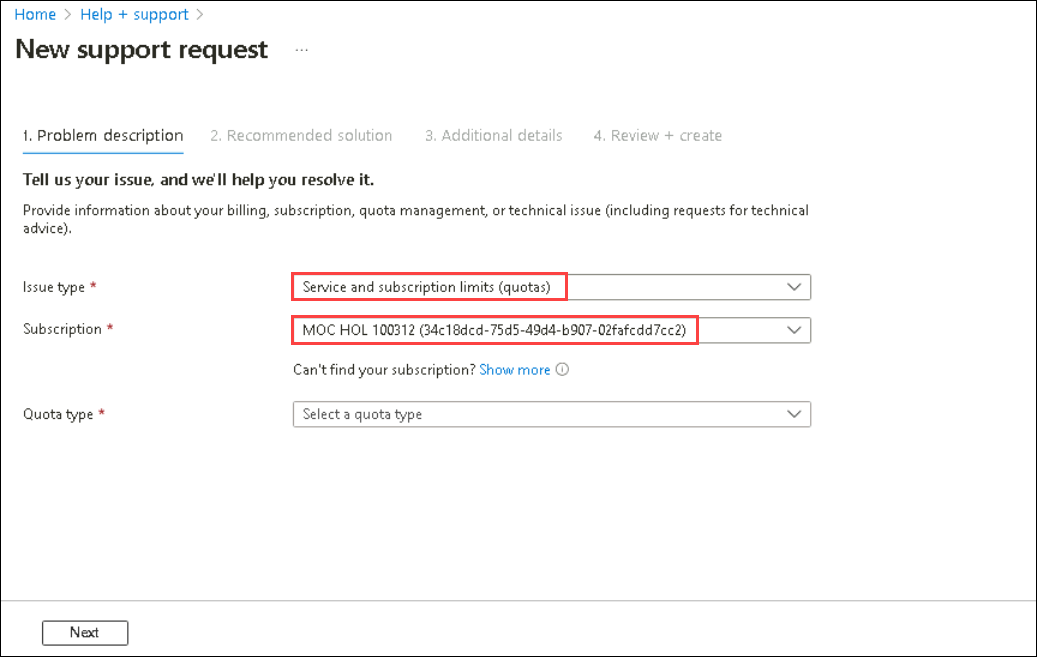 Home > Help + support >
New support request ...
1. Problem description 2. Recommended solution 3. Additional details 4. Review + create
Tell us your issue, and we'll help you resolve it.
Provide information about your billing, subscription, quota management, or technical issue (including requests for technical
advice).
Issue type * Service and subscription limits (quotas)
Subscription * MOC HOL 100312 (34c18dcd-75d5-49d4-b907-02fafcdd7cc2)
Can't find your subscription? Show more
Quota type * Select a quota type
Next